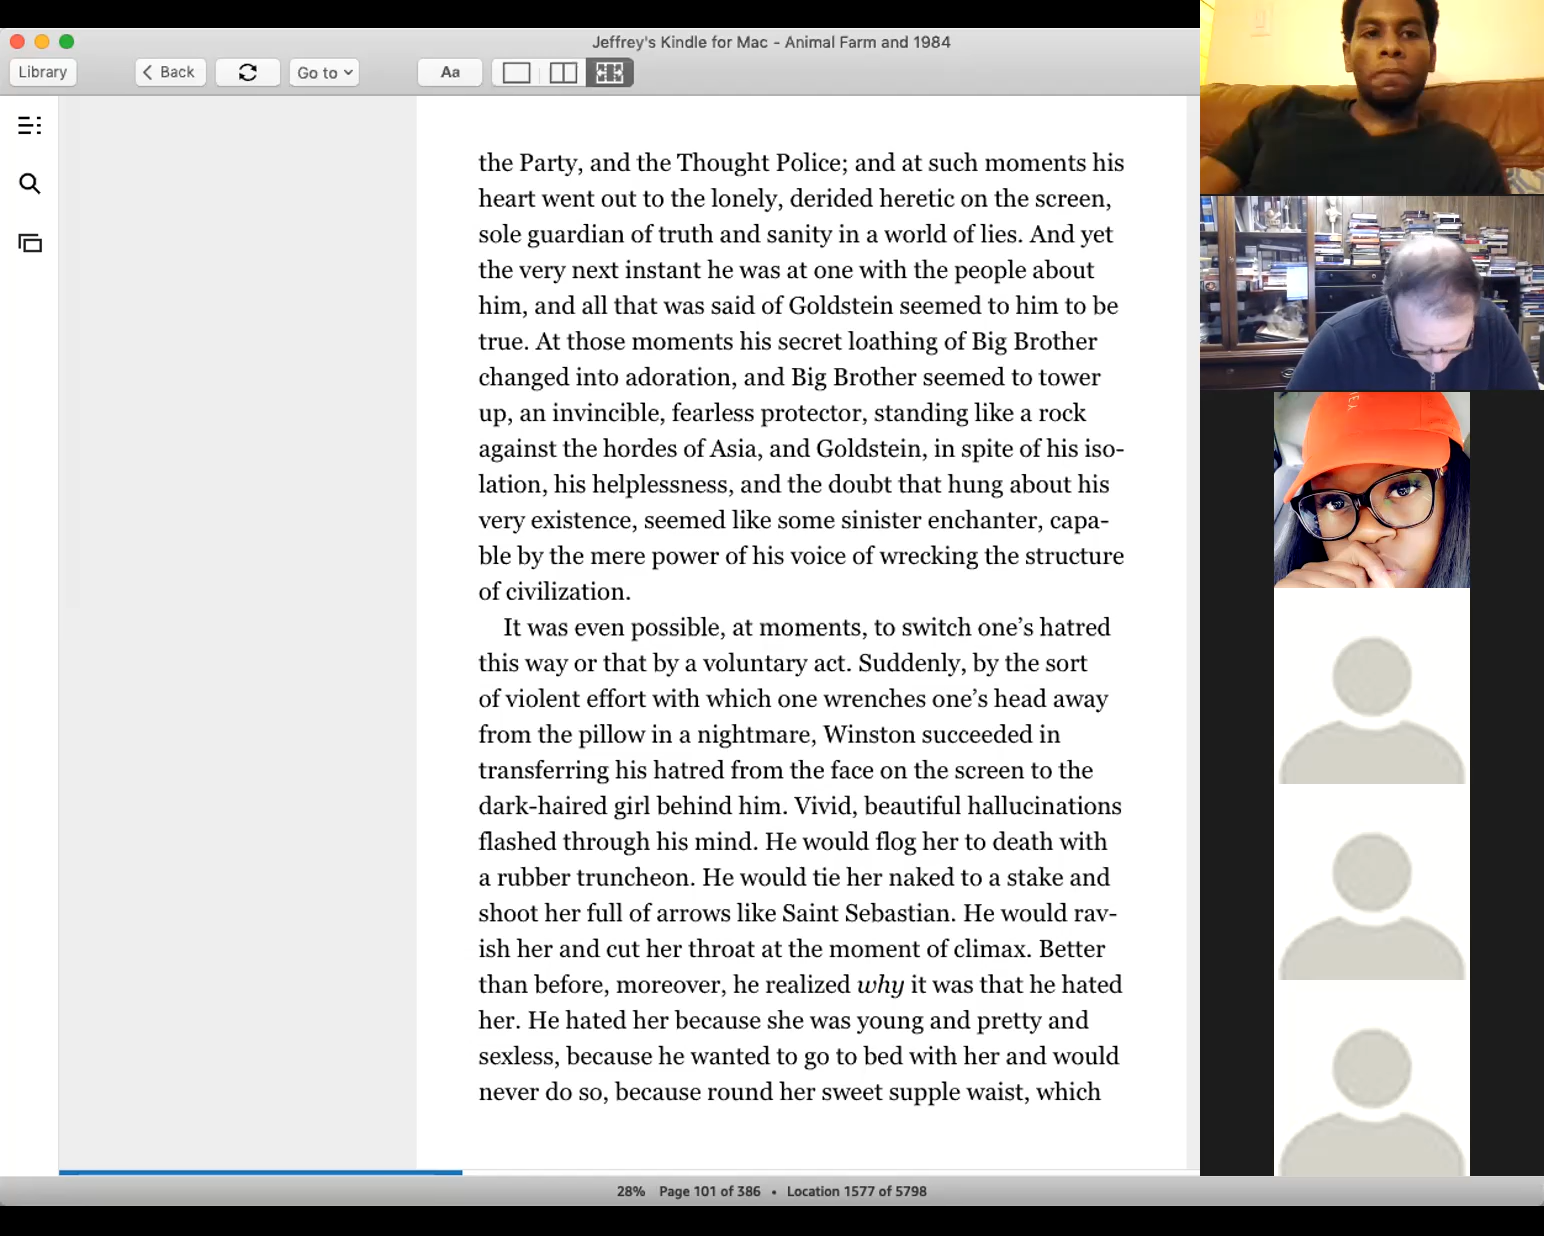 Jeffrey's Kindle for Mac - Animal Farm and 1984
Library
Back
Go to
Aa
the Party, and the Thought Police; and at such moments his
heart went out to the lonely, derided heretic on the screen,
sole guardian of truth and sanity in a world of lies. And yet
the very next instant he was at one with the people about
him, and all that was said of Goldstein seemed to him to be
true. At those moments his secret loathing of Big Brother
changed into adoration, and Big Brother seemed to tower
up, an invincible, fearless protector, standing like a rock
against the hordes of Asia, and Goldstein, in spite of his iso-
lation, his helplessness, and the doubt that hung about his
very existence, seemed like some sinister enchanter, capa-
ble by the mere power of his voice of wrecking the structure
of civilization.
It was even possible, at moments, to switch one’s hatred
this way or that by a voluntary act. Suddenly, by the sort
of violent effort with which one wrenches one’s head away
from the pillow in a nightmare, Winston succeeded in
transferring his hatred from the face on the screen to the
dark-haired girl behind him. Vivid, beautiful hallucinations
flashed through his mind. He would flog her to death with
a rubber truncheon. He would tie her naked to a stake and
shoot her full of arrows like Saint Sebastian. He would rav-
ish her and cut her throat at the moment of climax. Better
than before, moreover, he realized why it was that he hated
her. He hated her because she was young and pretty and
sexless, because he wanted to go to bed with her and would
never do so, because round her sweet supple waist, which
28% Page 101 of 386 • Location 1577 of 5798